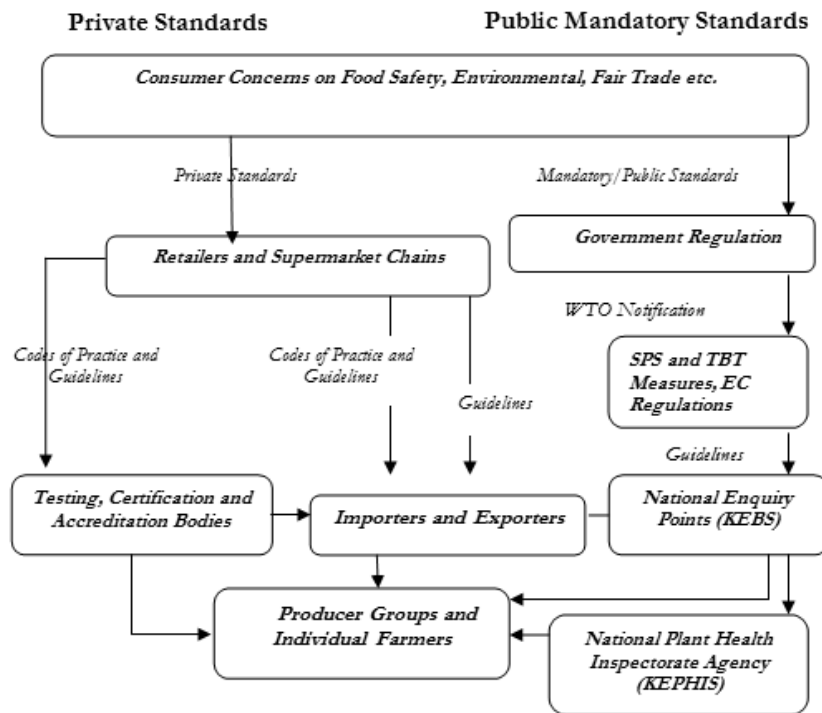 Private Standards
Public Mandatory Standards
Consumer Concerns on Food Safety, Environmental, Fair Trade etc.
Private Standards
Mandatory/Public Standards
Retailers and Supermarket Chains
Government Regulation
WTO Notification
Codes of Practice and
Guidelines
Codes of Practice and
Guidelines
Guidelines
SPS and TBT
Measures, EC
Regulations
Guidelines
Testing, Certification and
Accreditation Bodies
Importers and Exporters
National Enquiry
Points (KEBS)
Producer Groups and
Individual Farmers
National Plant Health
Inspectorate Agency
(KEPHIS)